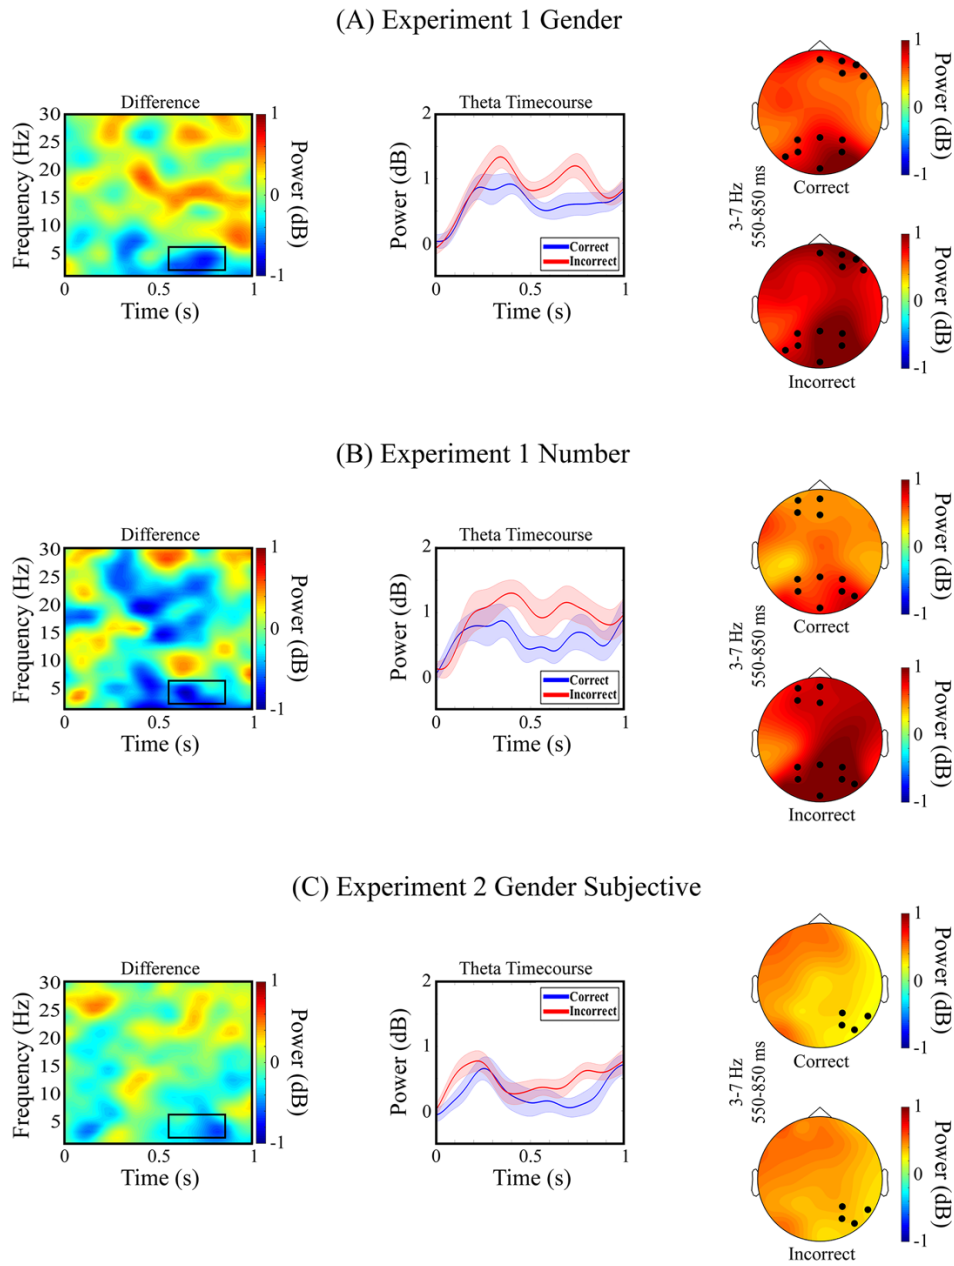 (A) Experiment 1 Gender
Difference
Frequency (Hz)
30
25
20
15
10
5
0
0.5
1
Time (s)
1
0
-1
Power (dB)
Theta Timecourse
Power (dB)
2
1
0
Correct
Incorrect
0
0.5
1
Time (s)
3-7 Hz
550-850 ms
Correct
1
0
-1
Power (dB)
Incorrect
1
0
-1
Power (dB)
(B) Experiment 1 Number
Difference
Frequency (Hz)
30
25
20
15
10
5
0
0.5
1
Time (s)
1
0
-1
Power (dB)
Theta Timecourse
Power (dB)
2
1
0
Correct
Incorrect
0
0.5
1
Time (s)
3-7 Hz
550-850 ms
Correct
1
0
-1
Power (dB)
Incorrect
1
0
-1
Power (dB)
(C) Experiment 2 Gender Subjective
Difference
Frequency (Hz)
30
25
20
15
10
5
0
0.5
1
Time (s)
1
0
-1
Power (dB)
Theta Timecourse
Power (dB)
2
1
0
Correct
Incorrect
0
0.5
1
Time (s)
3-7 Hz
550-850 ms
Correct
1
0
-1
Power (dB)
Incorrect
1
0
-1
Power (dB)